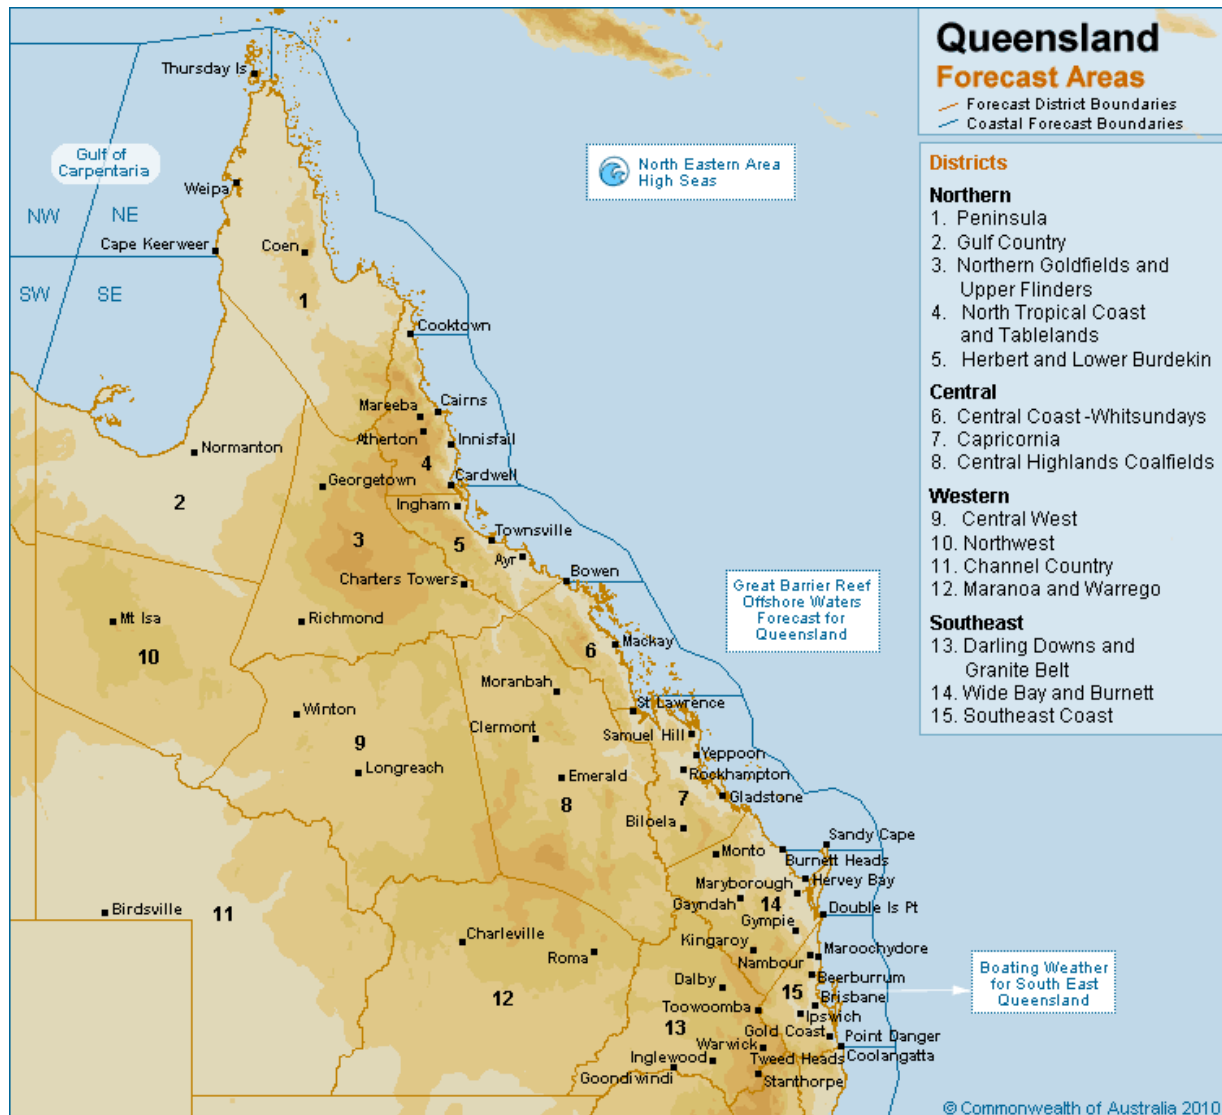 Queensland
Forecast Areas
Forecast District Boundaries
Coastal Forecast Boundaries
Districts
Northern
1. Peninsula
2. Gulf Country
3. Northern Goldfields and
Upper Flinders
4. North Tropical Coast
and Tablelands
5. Herbert and Lower Burdekin
Central
6. Central Coast-Whitsundays
7. Capricornia
8. Central Highlands Coalfields
Western
9. Central West
10. Northwest
11. Channel Country
12. Maranoa and Warrego
Southeast
13. Darling Downs and
Granite Belt
14. Wide Bay and Burnett
15. Southeast Coast
Thursday Is
Gulf of
Carpentaria
North Eastern Area
High Seas
Weipa
NW
NE
Cape Keerweer
Coen
SW
SE
1
Cooktown
Mareeba
Cairns
Atherton
Innisfail
Normanton
4
Cardwell
Georgetown
2
Ingham
Townsville
3
5
Ayr
Charters Towers
Bowen
Great Barrier Reef
Offshore Waters
Forecast for
Queensland
Mt Isa
Richmond
10
6
Mackay
Moranbah
Winton
St Lawrence
Clermont
Samuel Hill
9
Yeppoon
Longreach
Emerald
Rockhampton
8
7
Gladstone
Biloela
Sandy Cape
Monto
Burnett Heads
Maryborough
Hervey Bay
Birdsville
11
Gayndah
14
Double Is Pt
Gympie
Charleville
Kingaroy
Maroochydore
Roma
Nambour
Boating Weather
for South East
Queensland
Dalby
Beerburrum
12
15
Brisbane
Toowoomba
Ipswich
13
Gold Coast
Point Danger
Warwick
Coolangatta
Inglewood
Tweed Heads
Goondiwindi
Stanthorpe
© Commonwealth of Australia 2010